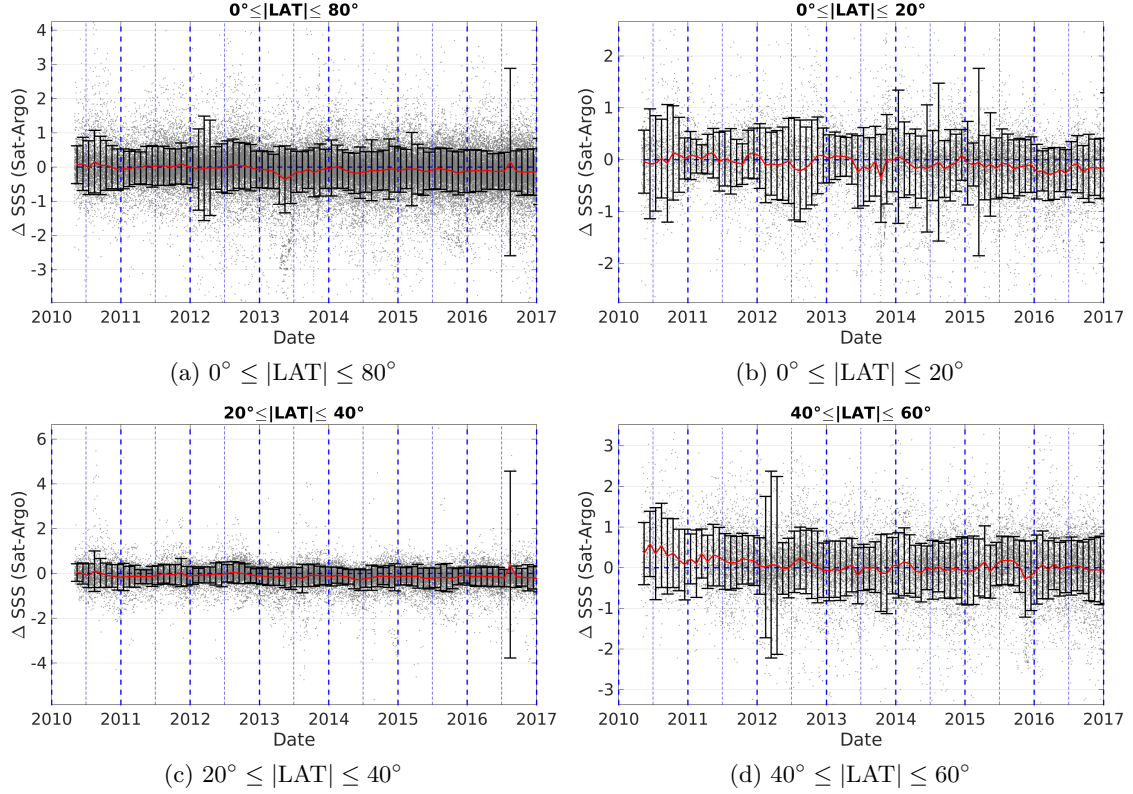 0°≤|LAT|≤ 80°
Δ SSS (Sat-Argo)
4
3
2
1
0
-1
-2
-3
2010 2011 2012 2013 2014 2015 2016 2017
Date
(a) 0° ≤ |LAT| ≤ 80°
0°≤|LAT|≤ 20°
Δ SSS (Sat-Argo)
2
1
0
-1
-2
2010 2011 2012 2013 2014 2015 2016 2017
Date
(b) 0° ≤ |LAT| ≤ 20°
20°≤|LAT|≤ 40°
Δ SSS (Sat-Argo)
6
4
2
0
-2
-4
2010 2011 2012 2013 2014 2015 2016 2017
Date
(c) 20° ≤ |LAT| ≤ 40°
40°≤|LAT|≤ 60°
Δ SSS (Sat-Argo)
3
2
1
0
-1
-2
-3
2010 2011 2012 2013 2014 2015 2016 2017
Date
(d) 40° ≤ |LAT| ≤ 60°